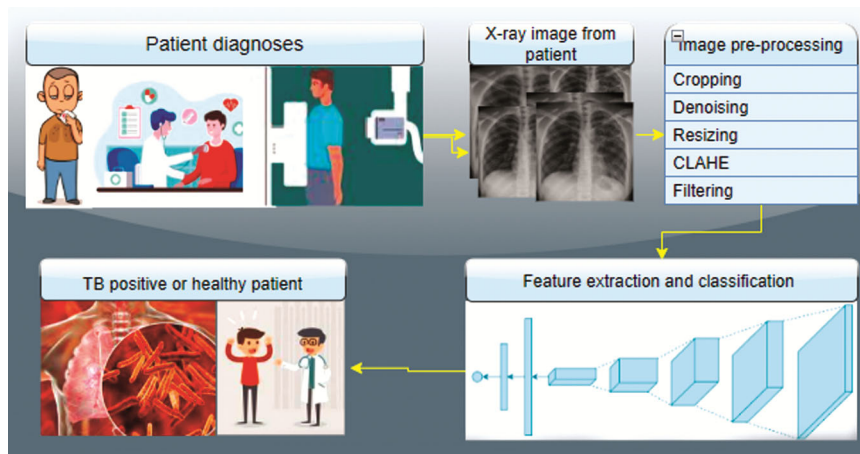 Patient diagnoses
X-ray image from
patient
Image pre-processing
Cropping
Denoising
Resizing
CLAHE
Filtering
TB positive or healthy patient
Feature extraction and classification